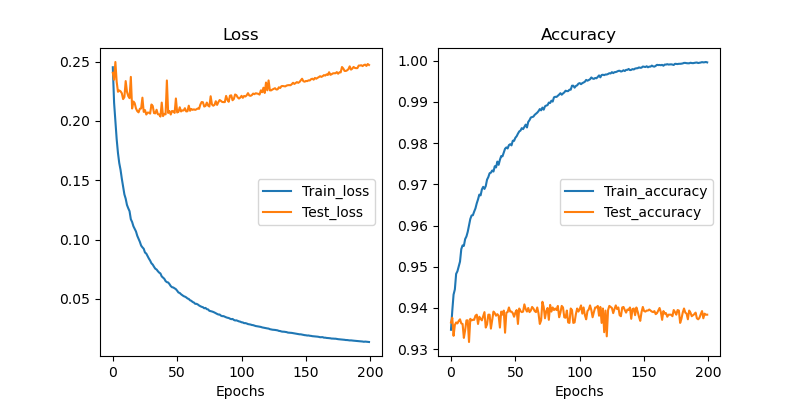 Loss
0.25
0.20
0.15
0.10
0.05
0
50
100
150
200
Epochs
Train_loss
Test_loss
Accuracy
1.00
0.99
0.98
0.97
0.96
0.95
0.94
0.93
0
50
100
150
200
Epochs
Train_accuracy
Test_accuracy